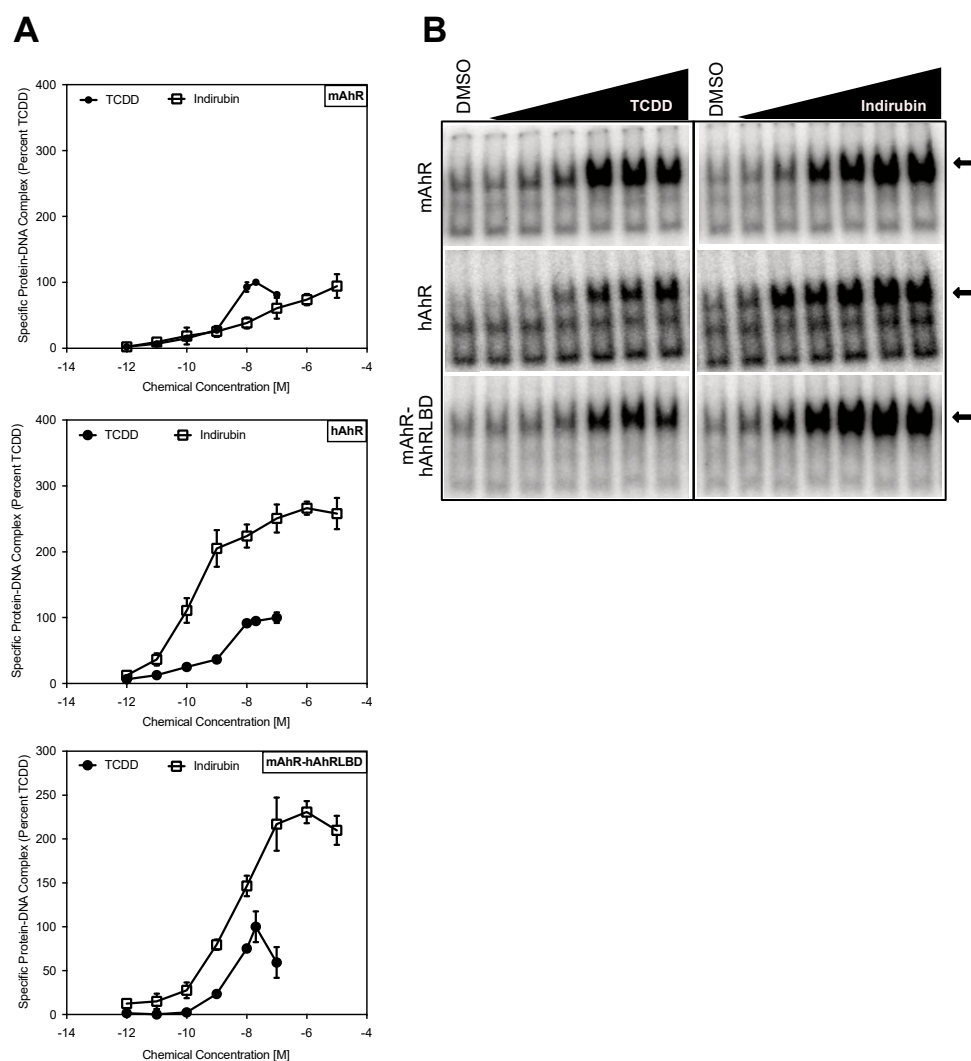 A
TCDD Indirubin mAhR
Specific Protein-DNA Complex (Percent TCDD)
400
300
200
100
0
-14 -12 -10 -8 -6 -4
Chemical Concentration [M]
TCDD Indirubin hAhR
Specific Protein-DNA Complex (Percent TCDD)
400
300
200
100
0
-14 -12 -10 -8 -6 -4
Chemical Concentration [M]
TCDD Indirubin mAhR-hAhRLBD
Specific Protein-DNA Complex (Percent TCDD)
300
250
200
150
100
50
0
-14 -12 -10 -8 -6 -4
Chemical Concentration [M]
B
DMSO TCDD DMSO Indirubin
mAhR
hAhR
mAhR-
hAhRLBD